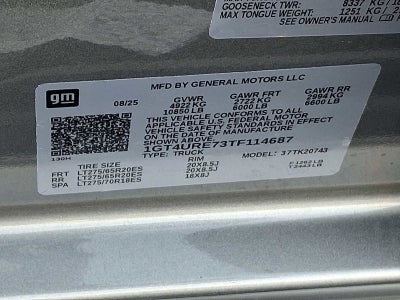 GOOSENECK TWR: 8337 KG/
MAX TONGUE WEIGHT: 1251 KG/
SEE OWNER'S MANUAL
gm
MFD BY GENERAL MOTORS LLC
08/25
GVWR GAWR FRT GAWR RR
4922 KG 2722 KG 2994 KG
10850 LB 6000 LB 6600 LB
THIS VEHICLE CONFORMS TO ALL
APPLICABLE U.S. FEDERAL MOTOR
VEHICLE SAFETY STANDARDS IN EFFECT
ON THE DATE OF MANUFACTURE
SHOWN ABOVE.
1GT4URE73TF114687
TYPE: TRUCK MODEL: 37TK20743
TIRE SIZE RIM
FRT LT275/65R20ES 20X8.5J
RR LT275/65R20ES 20X8.5J
SPA LT275/70R18ES 18X8J